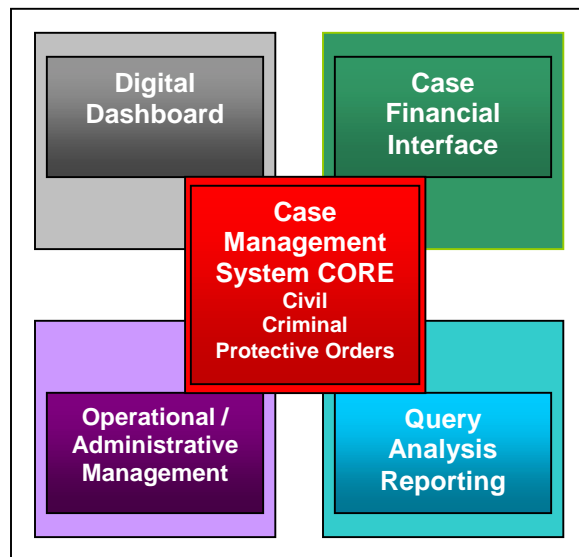 Digital
Dashboard
Case
Financial
Interface
Case
Management
System CORE
Civil
Criminal
Protective Orders
Operational /
Administrative
Management
Query
Analysis
Reporting